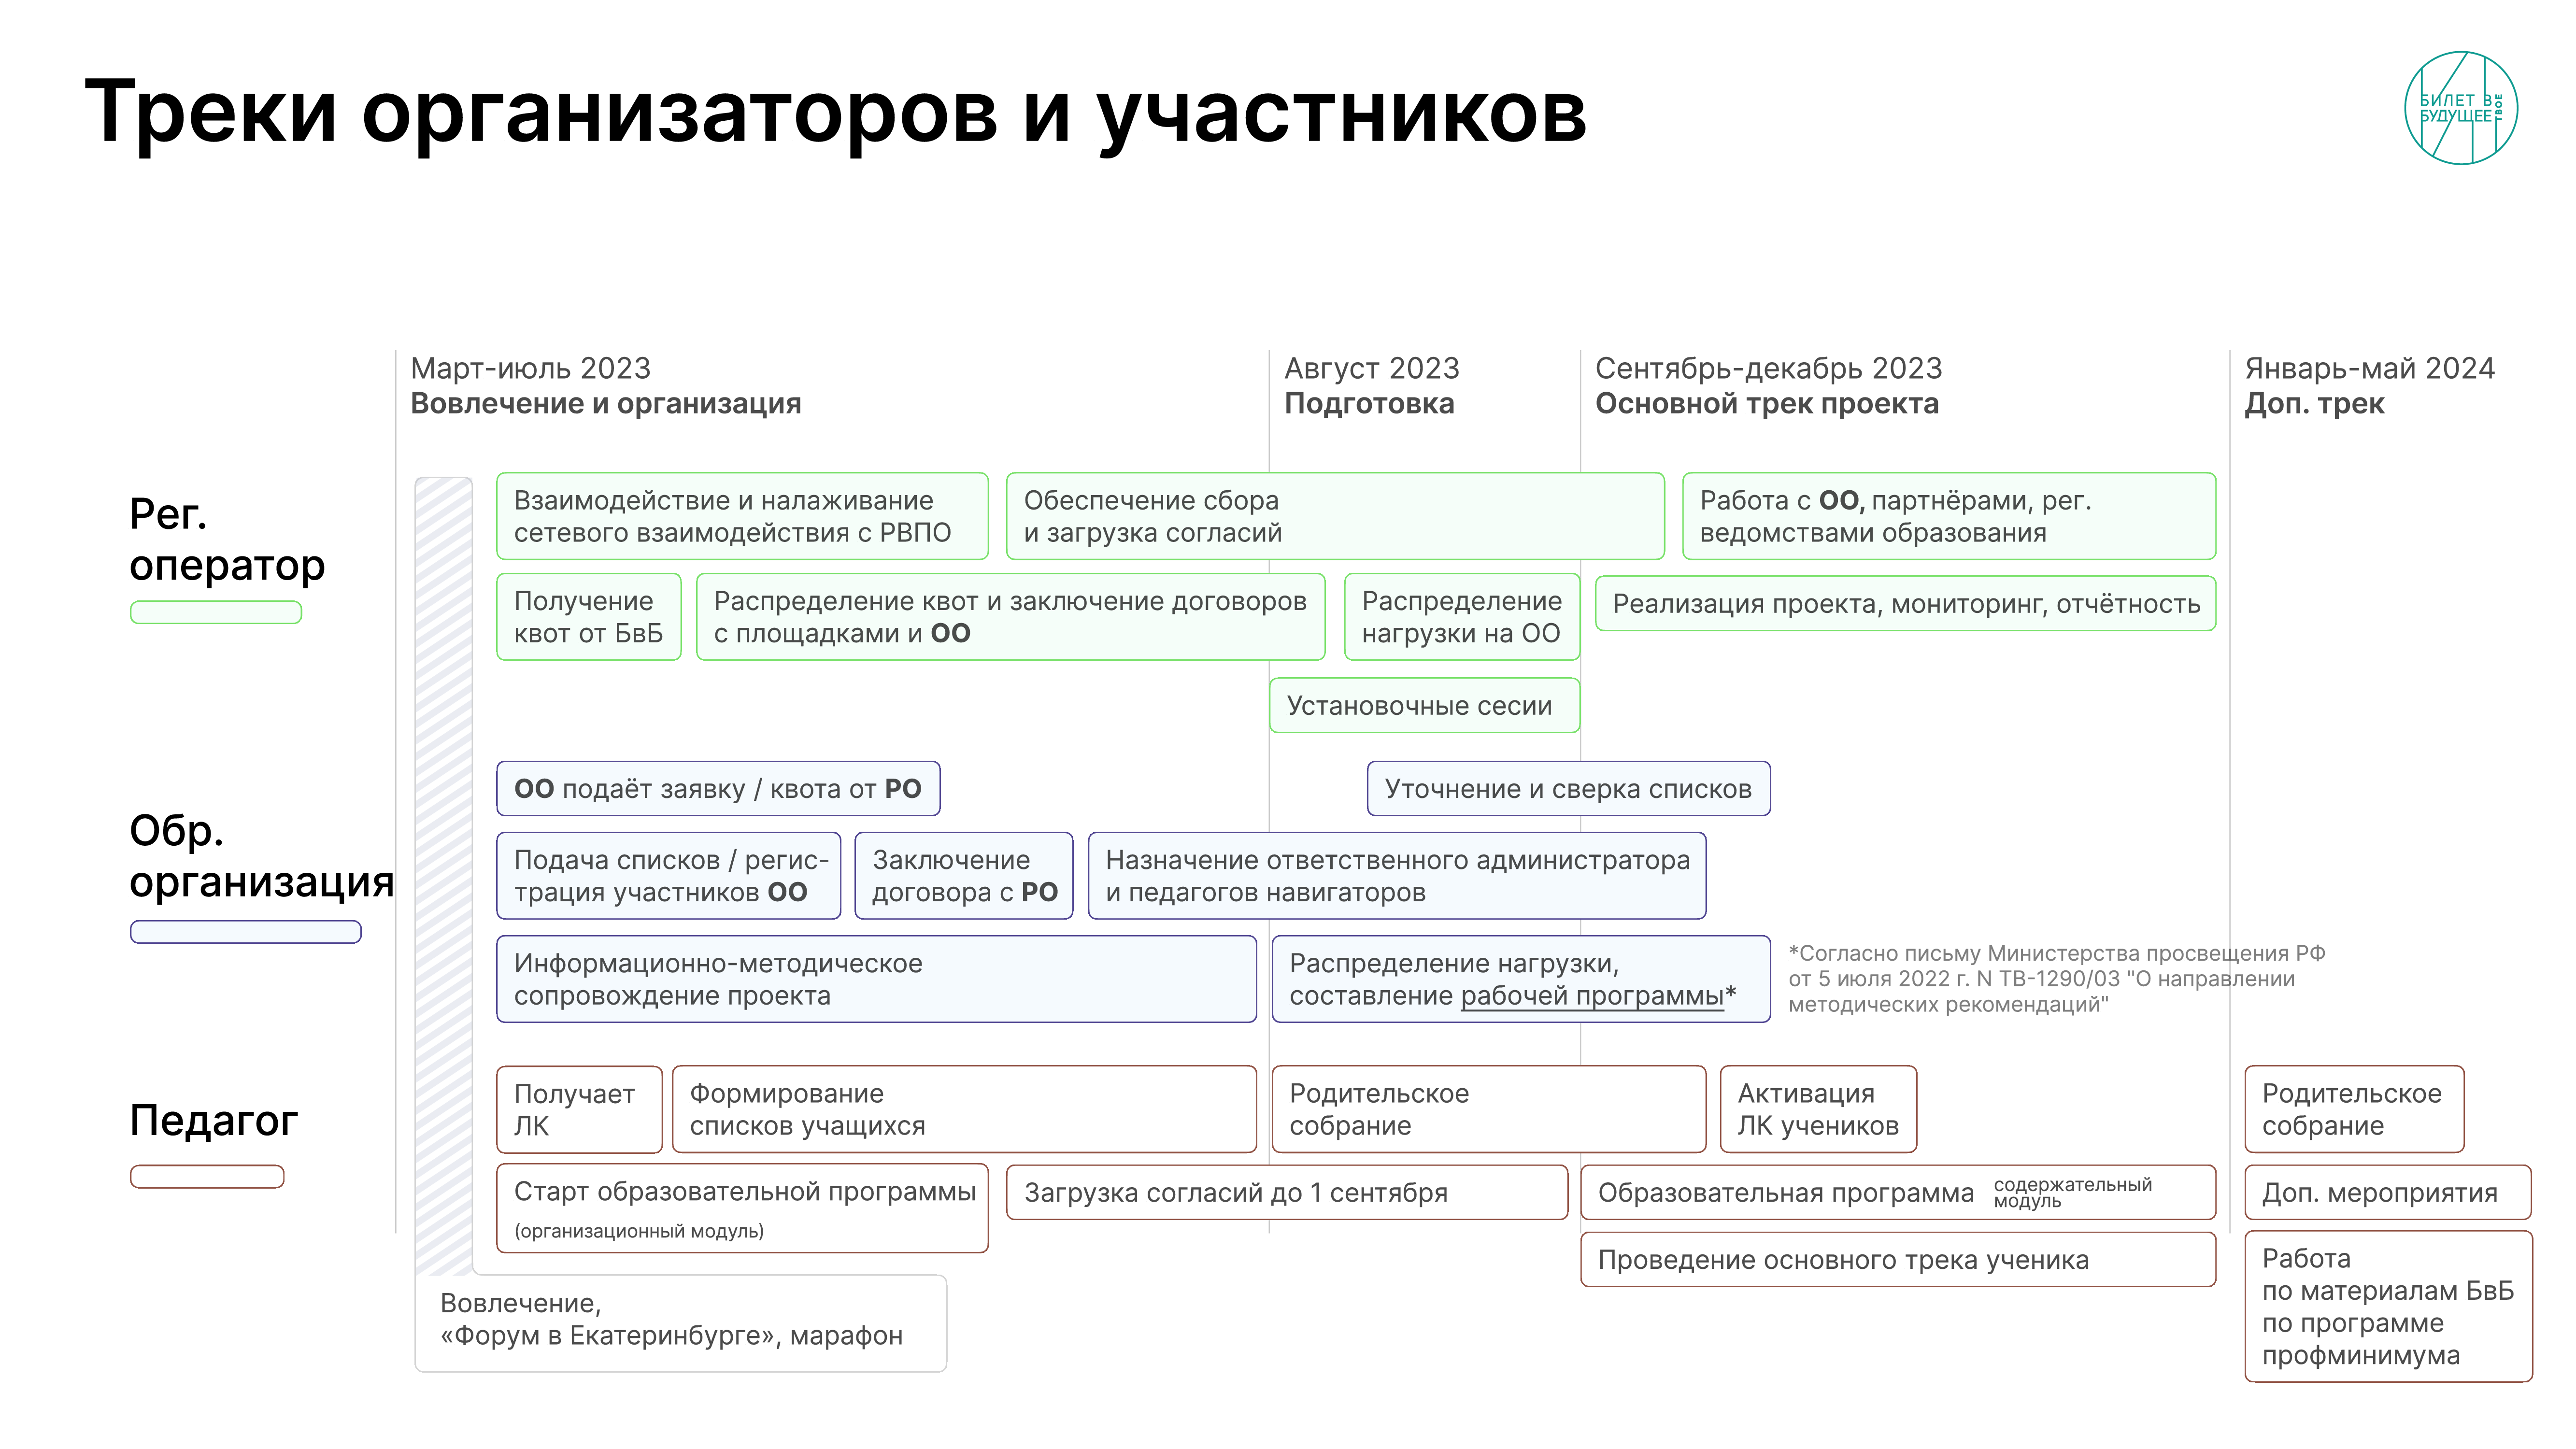 Треки организаторов и участников
БИЛЕТ В
БУДУЩЕЕ
ТВОЕ
Март-июль 2023
Вовлечение и организация
Август 2023
Подготовка
Сентябрь-декабрь 2023
Основной трек проекта
Январь-май 2024
Доп. трек
Рег.
оператор
Взаимодействие и налаживание
сетевого взаимодействия с РВПО
Обеспечение сбора
и загрузка согласий
Работа с ОО, партнёрами, рег.
ведомствами образования
Получение
квот от БвБ
Распределение квот и заключение договоров
с площадками и ОО
Распределение
нагрузки на ОО
Реализация проекта, мониторинг, отчётность
Установочные сесии
Обр.
организация
ОО подаёт заявку / квота от РО
Уточнение и сверка списков
Подача списков / регис-
трация участников ОО
Заключение
договора с РО
Назначение ответственного администратора
и педагогов навигаторов
Информационно-методическое
сопровождение проекта
Распределение нагрузки,
составление рабочей программы*
*Согласно письму Министерства просвещения РФ
от 5 июля 2022 г. N ТВ-1290/03 "О направлении
методических рекомендаций"
Педагог
Получает
ЛК
Формирование
списков учащихся
Родительское
собрание
Активация
ЛК учеников
Родительское
собрание
Старт образовательной программы
(организационный модуль)
Загрузка согласий до 1 сентября
Образовательная программа содержательный
модуль
Доп. мероприятия
Проведение основного трека ученика
Работа
по материалам БвБ
по программе
профминимума
Вовлечение,
«Форум в Екатеринбурге», марафон